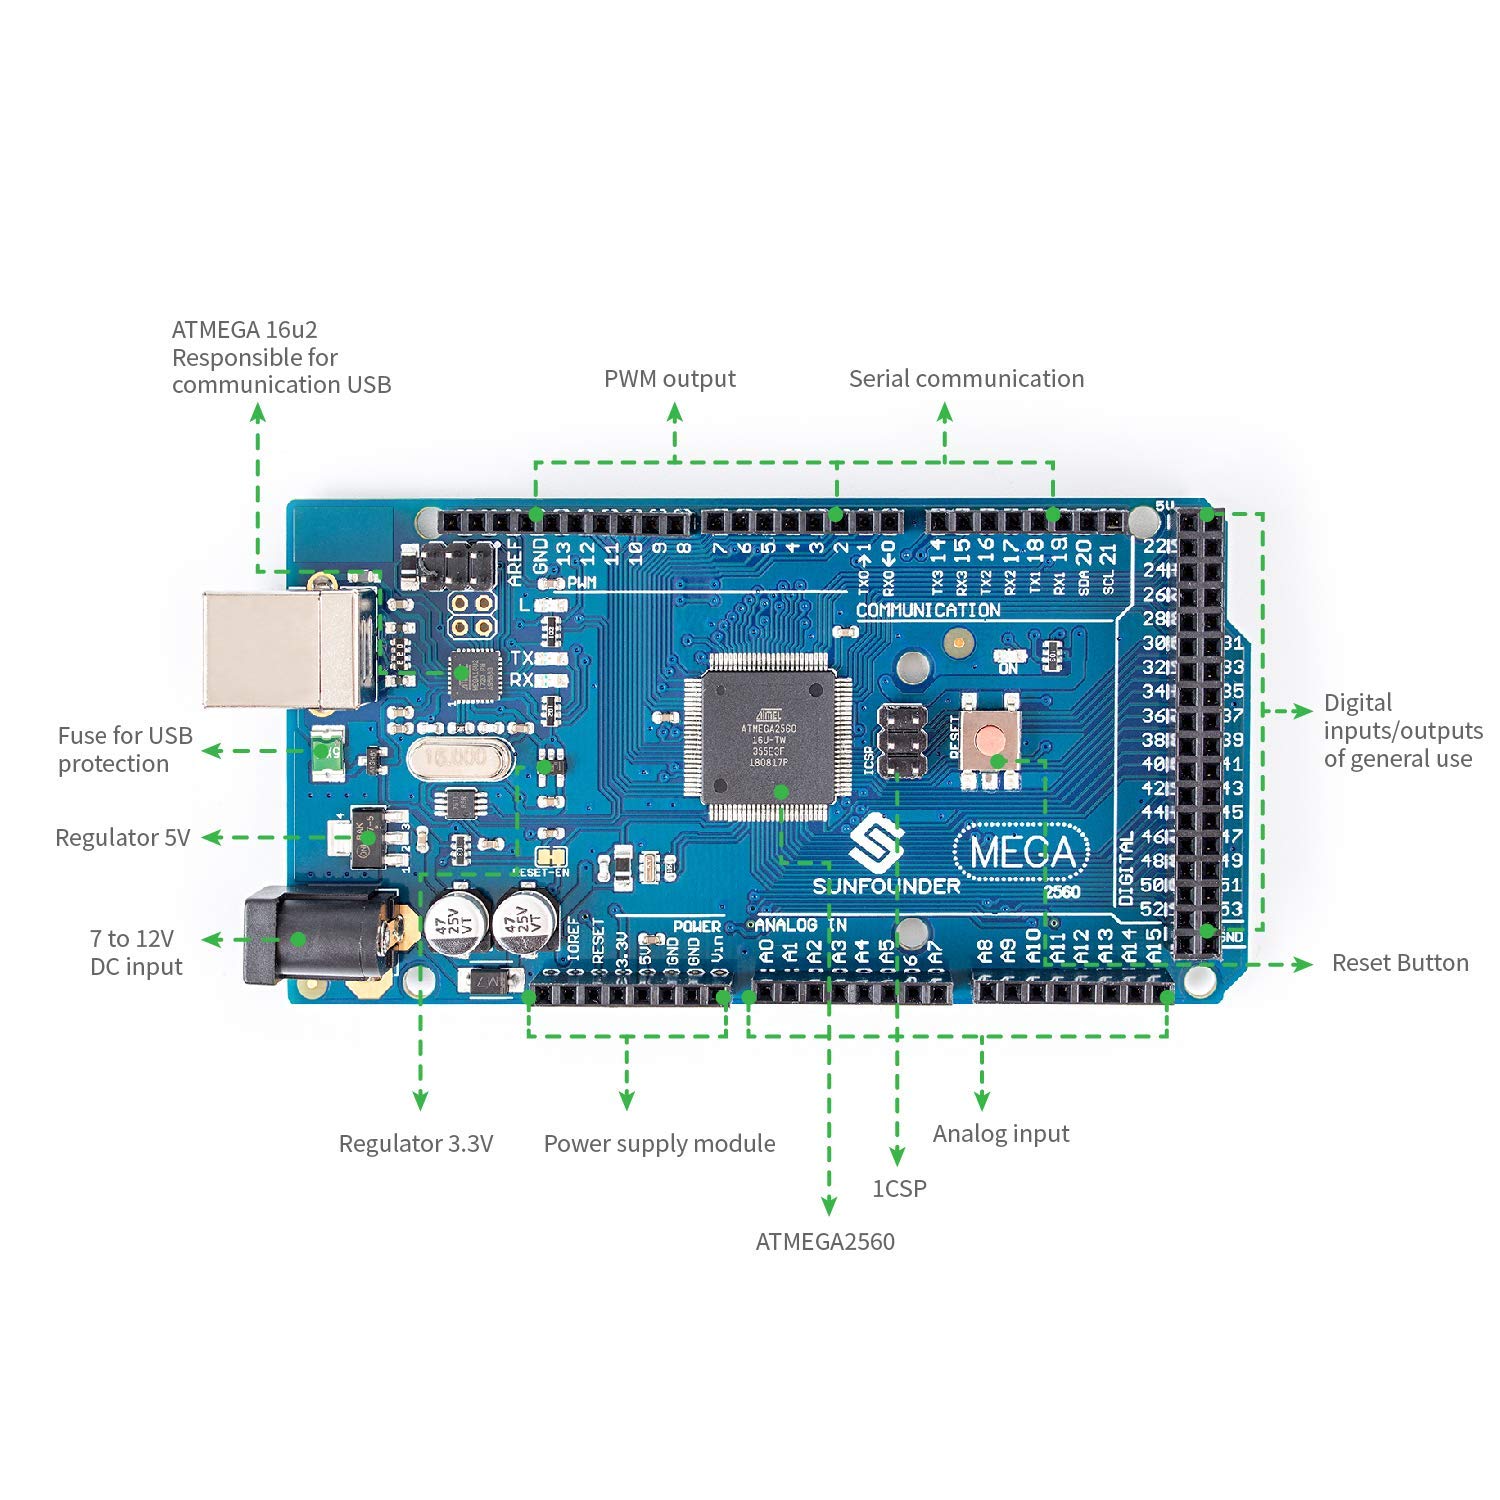 ATMEGA 16u2
Responsible for
communication USB
PWM output
Serial communication
Fuse for USB
protection
Regulator 5V
7 to 12V
DC input
Digital
inputs/outputs
of general use
Reset Button
Regulator 3.3V
Power supply module
Analog input
1CSP
ATMEGA2560
AREF
GND
13
12
11
10
9
8
7
6
5
4
3
2
TX0→1
RX0←0
TX3 14
RX3 15
TX2 16
RX2 17
TX1 18
RX1 19
SDA 20
SCL 21
PWM
COMMUNICATION
L
TX
RX
ON
5V
22
24
26
28
30 31
32 33
34 35
36 37
38 39
40 41
42 43
44 45
46 47
48 49
50 51
52 53
GND
DIGITAL
16.000
ATMEL
ATMEGA2560
16U-TW
180817P
ICSP
RESET
SUNFOUNDER
MEGA
2560
RESET-EN
47
25V
VT
47
25V
VT
POWER
ANALOG IN
IOREF
RESET
3.3V
5V
GND
GND
Vin
A0
A1
A2
A3
A4
A5
A7
A8
A9
A10
A11
A12
A13
A14
A15